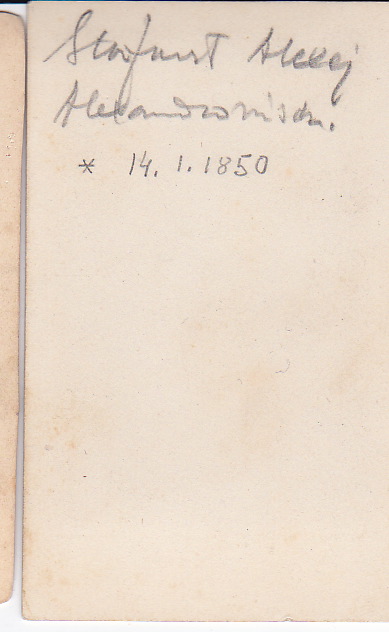 Großfürst Alexej
Alexandrowitsch.
* 14. 1. 1850